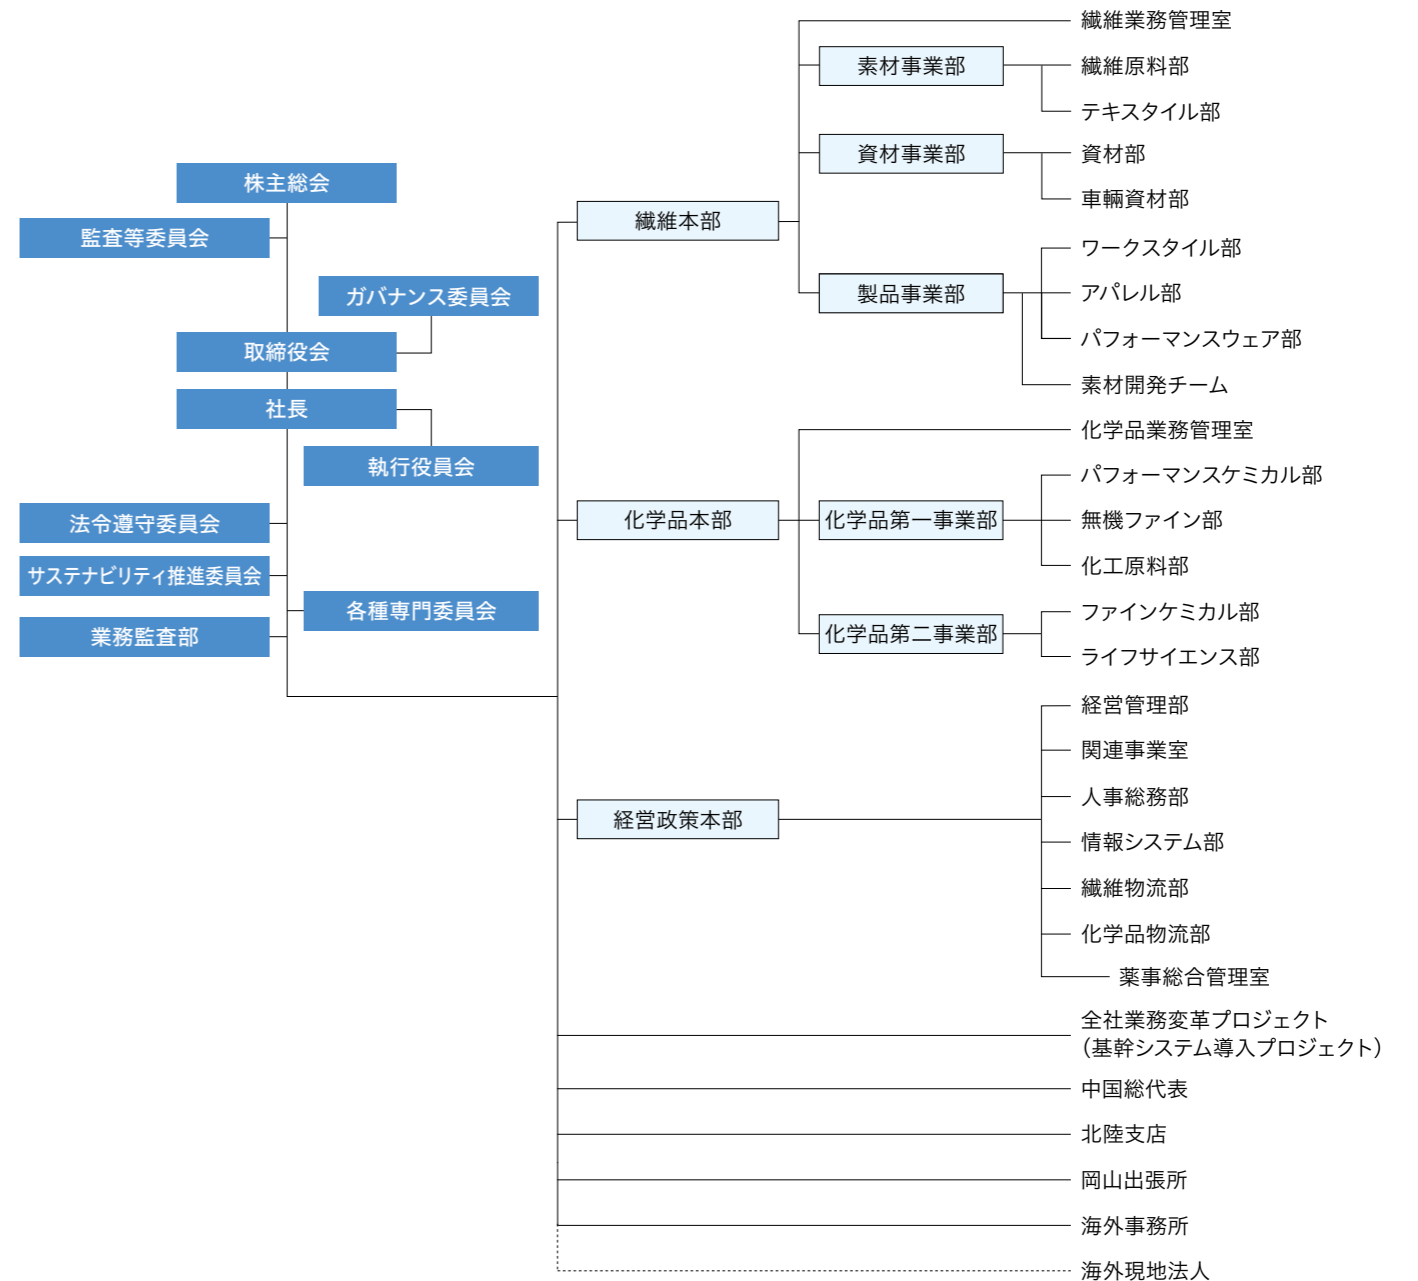 株主総会
監査等委員会
ガバナンス委員会
取締役会
社長
執行役員会
法令遵守委員会
サステナビリティ推進委員会
各種専門委員会
業務監査部
繊維本部
繊維業務管理室
素材事業部
繊維原料部
テキスタイル部
資材事業部
資材部
車輛資材部
製品事業部
ワークスタイル部
アパレル部
パフォーマンスウェア部
素材開発チーム
化学品本部
化学品業務管理室
化学品第一事業部
パフォーマンスケミカル部
無機ファイン部
化工原料部
化学品第二事業部
ファインケミカル部
ライフサイエンス部
経営政策本部
経営管理部
関連事業室
人事総務部
情報システム部
繊維物流部
化学品物流部
薬事総合管理室
全社業務変革プロジェクト
（基幹システム導入プロジェクト）
中国総代表
北陸支店
岡山出張所
海外事務所
海外現地法人